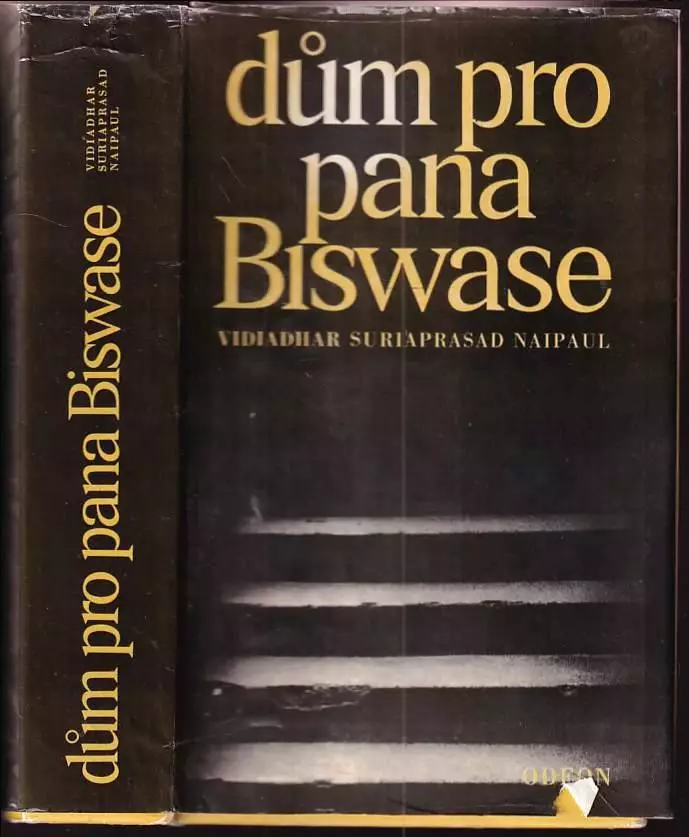 VIDIADHAR
SURIAPRASAD
NAIPAUL
dům pro pana Biswase
dům pro
pana
Biswase
VIDIADHAR SURIAPRASAD NAIPAUL
ODEON